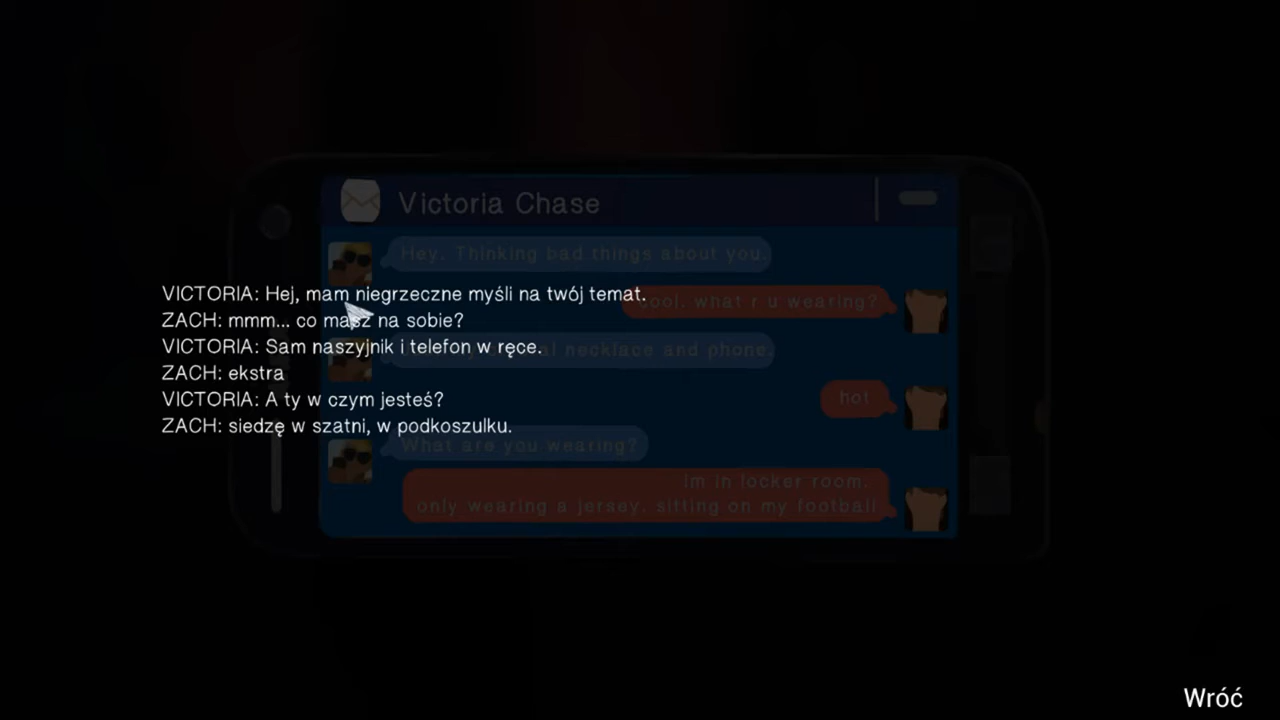 Victoria Chase
Hey. Thinking bad things about you.
VICTORIA: Hej, mam niegrzeczne myśli na twój temat.
cool. what r u wearing?
ZACH: mmm... co masz na sobie?
VICTORIA: Sam naszyjnik i telefon w ręce.
necklace and phone.
ZACH: ekstra
hot
VICTORIA: A ty w czym jesteś?
ZACH: siedzę w szatni, w podkoszulku.
What are you wearing?
im in locker room.
only wearing a jersey. sitting on my football
Wróć